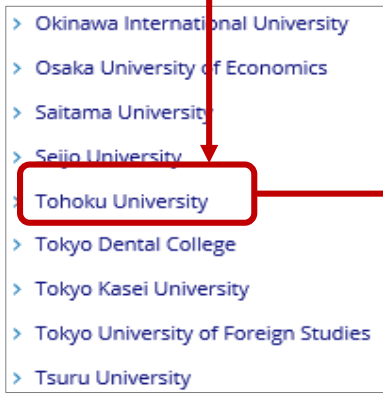 > Okinawa International University
> Osaka University of Economics
> Saitama University
> Seijo University
> Tohoku University
> Tokyo Dental College
> Tokyo Kasei University
> Tokyo University of Foreign Studies
> Tsuru University